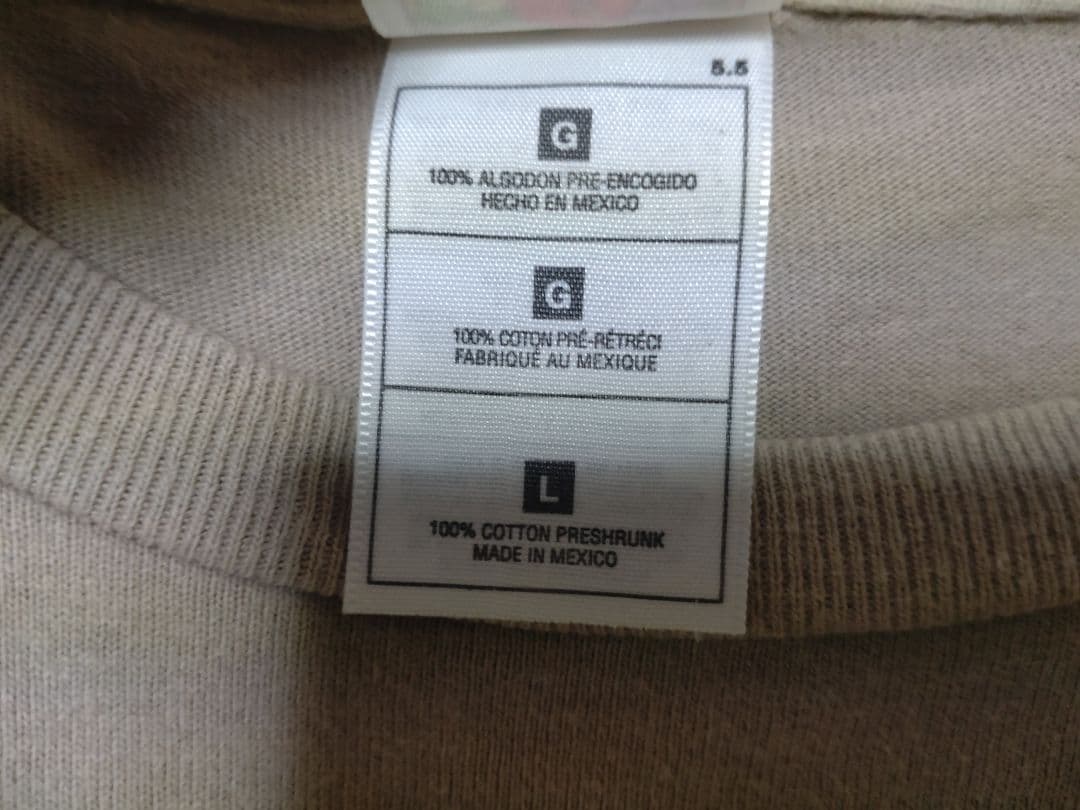 5.5
G
100% ALGODON PRE-ENCOGIDO
HECHO EN MEXICO
G
100% COTON PRÉ-RÉTRÉCI
FABRIQUÉ AU MEXIQUE
L
100% COTTON PRESHRUNK
MADE IN MEXICO